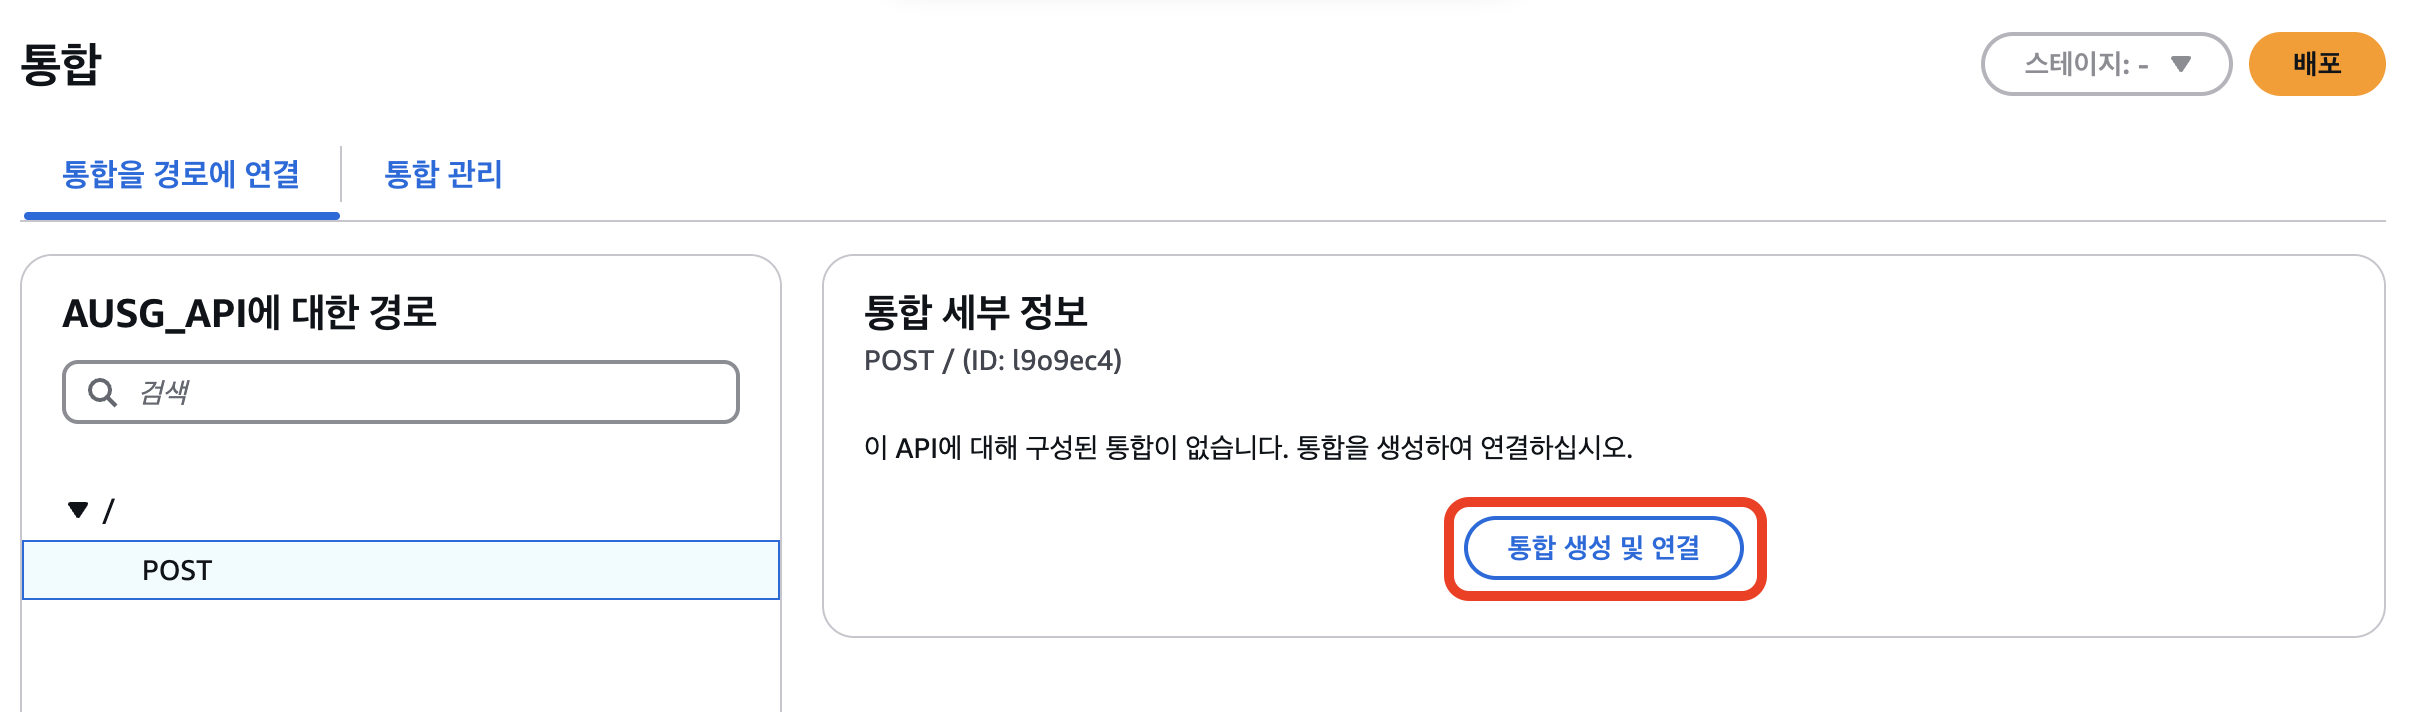 통합
스테이지: -
배포
통합을 경로에 연결
통합 관리
AUSG_API에 대한 경로
검색
/
POST
통합 세부 정보
POST / (ID: l9o9ec4)
이 API에 대해 구성된 통합이 없습니다. 통합을 생성하여 연결하십시오.
통합 생성 및 연결